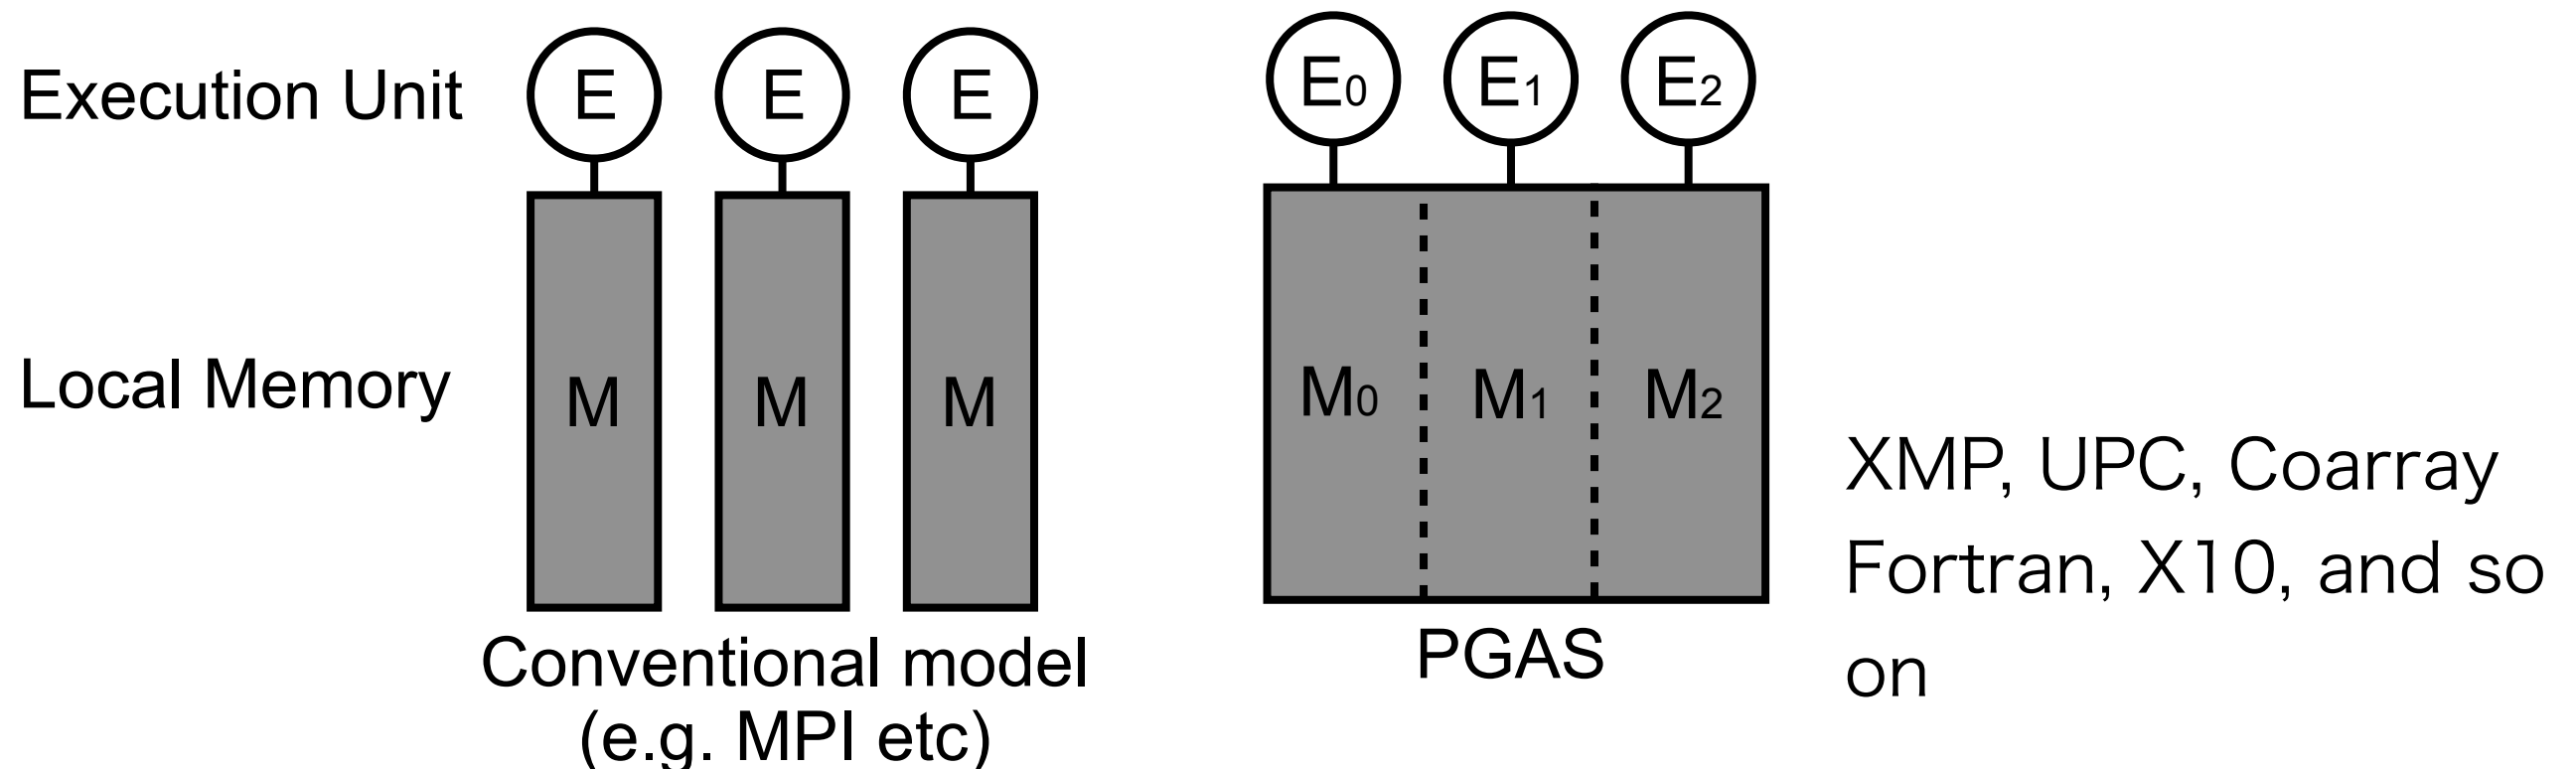 Execution Unit
E E E
E0 E1 E2
Local Memory
M M M
M0 M1 M2
Conventional model
(e.g. MPI etc)
PGAS
XMP, UPC, Coarray
Fortran, X10, and so
on